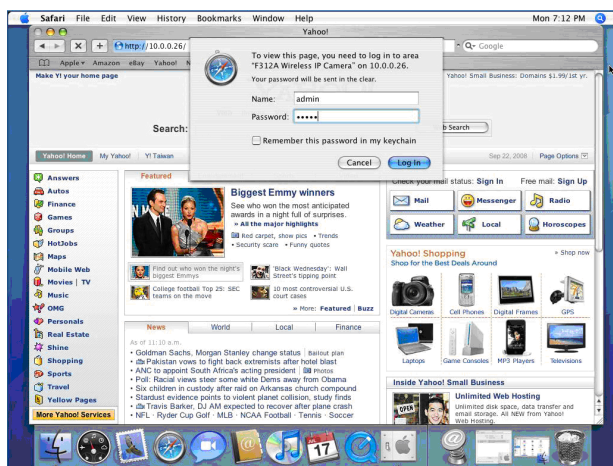 Safari File Edit View History Bookmarks Window Help Mon 7:12 PM
Yahoo!
http://10.0.0.26/
Q- Google
Apple Amazon eBay Yahoo! N
To view this page, you need to log in to area
"F312A Wireless IP Camera" on 10.0.0.26.
Your password will be sent in the clear.
Name: admin
Password: •••••
Remember this password in my keychain
Cancel Log In
Make Y! your home page
Yahoo! Small Business: Domains $1.99/1st yr.
Search:
b Search
Yahoo! Home My Yahoo! Y! Taiwan
Sep 22, 2008 Page Options
Answers
Autos
Finance
Games
Groups
HotJobs
Maps
Mobile Web
Movies | TV
Music
OMG
Personals
Real Estate
Shine
Shopping
Sports
Travel
Yellow Pages
More Yahoo! Services
Featured
Biggest Emmy winners
See who won the most anticipated
awards in a night full of surprises.
» All the major highlights
Red carpet, show pics • Trends
• Security scare • Funny quotes
Find out who won the night's
biggest Emmys
'Black Wednesday': Wall
Street's tipping point
College football Top 25: SEC
teams on the move
10 most controversial U.S.
court cases
» More: Featured | Buzz
News World Local Finance
As of 11:10 a.m.
• Goldman Sachs, Morgan Stanley change status | Bailout plan
• Pakistan vows to fight back extremists after hotel blast
• ANC to appoint South Africa's acting president | Photos
• Poll: Racial views steer some white Dems away from Obama
• Six children in custody after raid on Arkansas church compound
• Stardust evidence points to violent planet collision, study finds
• Travis Barker, DJ AM expected to recover after plane crash
• NFL · Ryder Cup · Golf · MLB · NCAA Football · Tennis · Soccer
Check your mail status: Sign In Free mail: Sign Up
Mail Messenger Radio
Weather Local Horoscopes
Yahoo! Shopping » Shop now
Shop for the Best Deals Around
Digital Cameras Cell Phones Digital Frames GPS
Laptops Game Consoles MP3 Players Televisions
Inside Yahoo! Small Business
Unlimited Web Hosting
Unlimited disk space, data transfer and
email storage. All NEW from Yahoo!
Web Hosting.
OPEN
17